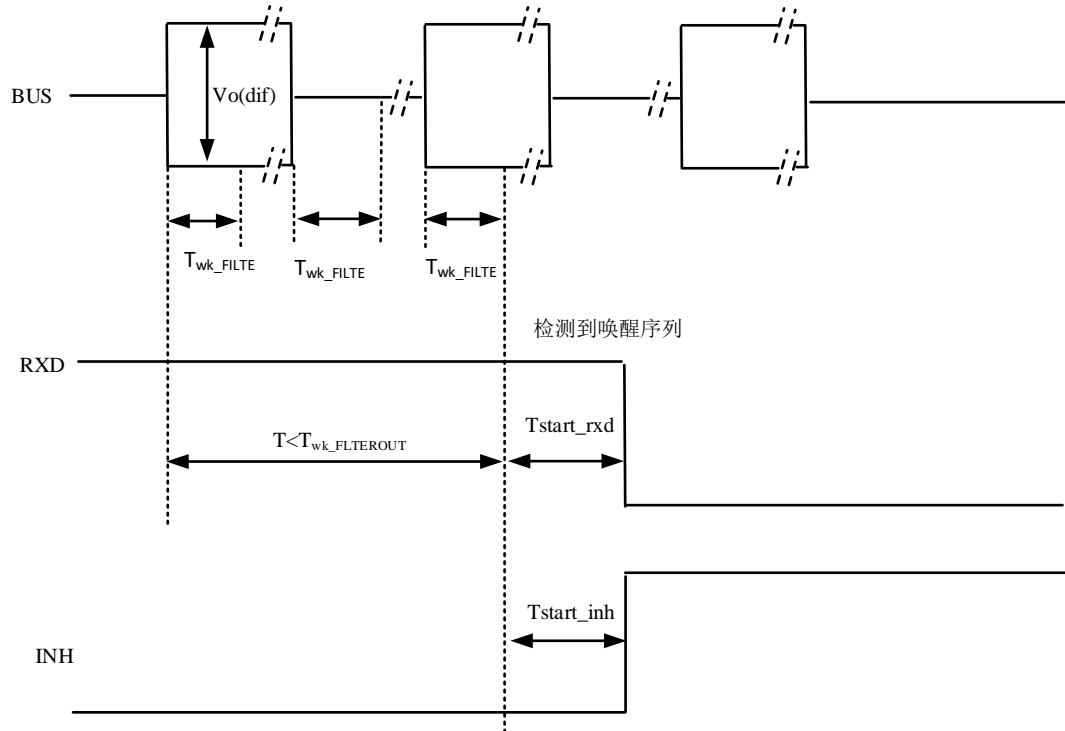 BUS
Vo(dif)
Twk_FILTE
Twk_FILTE
Twk_FILTE
检测到唤醒序列
RXD
Tstart_rxd
T<Twk_FLTEROUT
Tstart_inh
INH